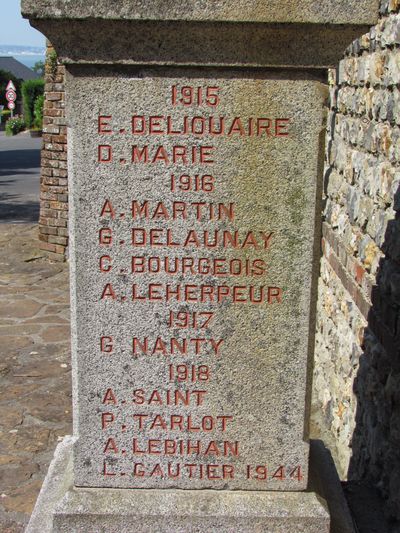 1915
E. DELIQUAIRE
D. MARIE
1916
A. MARTIN
G. DELAUNAY
C. BOURGEOIS
A. LEHERPEUR
1917
G. NANTY
1918
A. SAINT
P. TARLOT
A. LEBIHAN
L. GAUTIER 1944